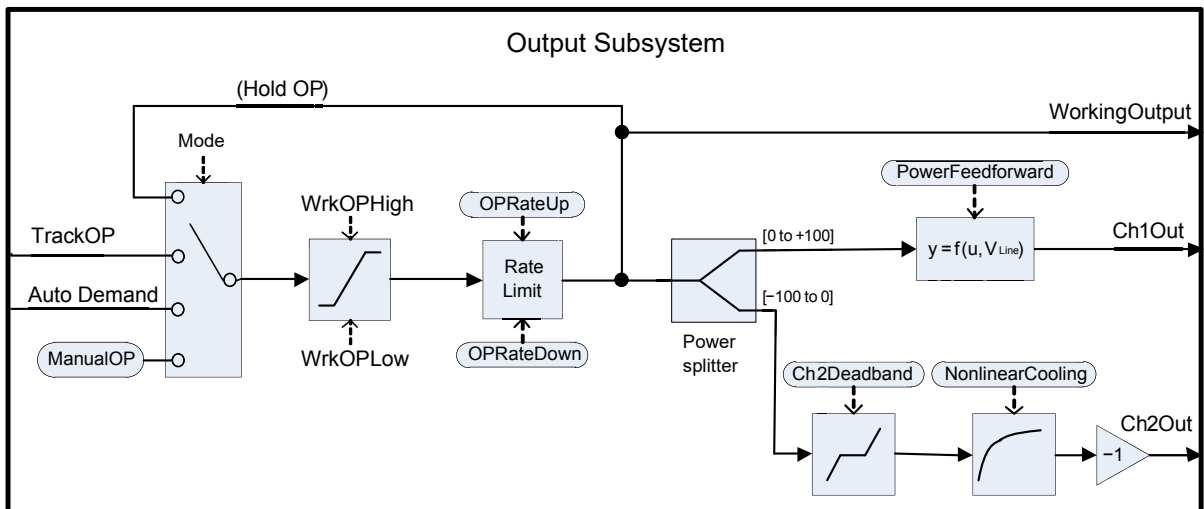 Output Subsystem
(Hold OP)
WorkingOutput
Mode
PowerFeedforward
WrkOPHigh
OPRateUp
TrackOP
[0 to +100]
y = f(u, VLine)
Ch1Out
Rate
Limit
Auto Demand
[−100 to 0]
ManualOP
WrkOPLow
OPRateDown
Power
splitter
Ch2Deadband
NonlinearCooling
Ch2Out
−1